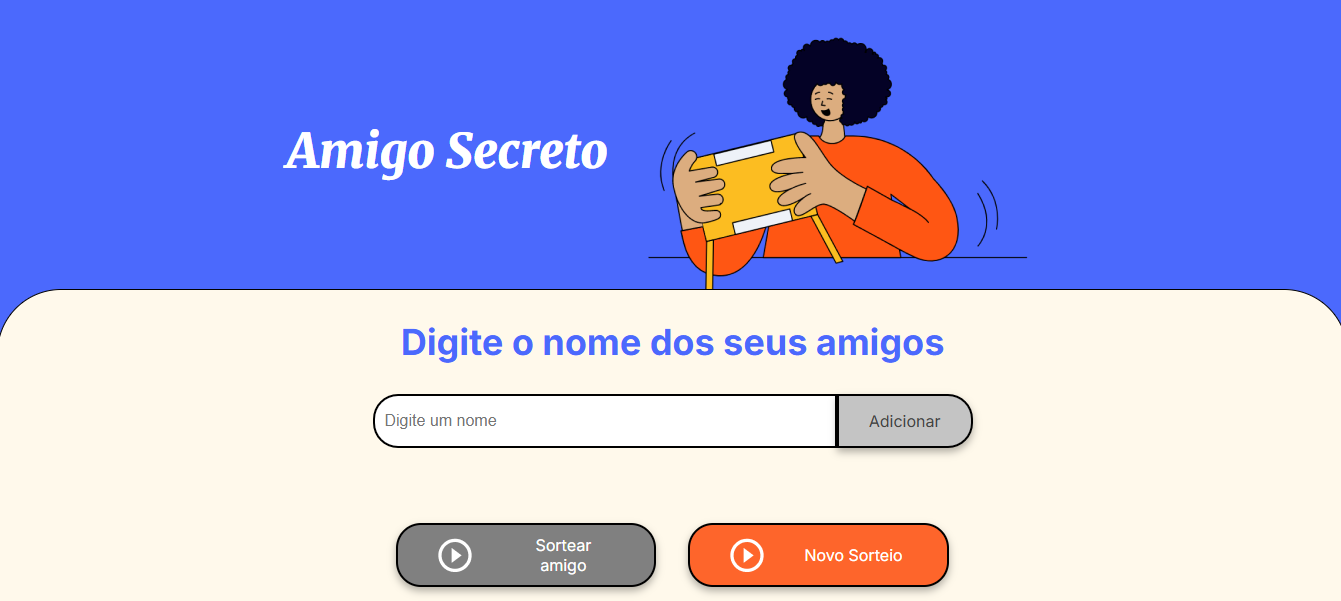 Amigo Secreto
Digite o nome dos seus amigos
Digite um nome
Adicionar
Sortear
amigo
Novo Sorteio